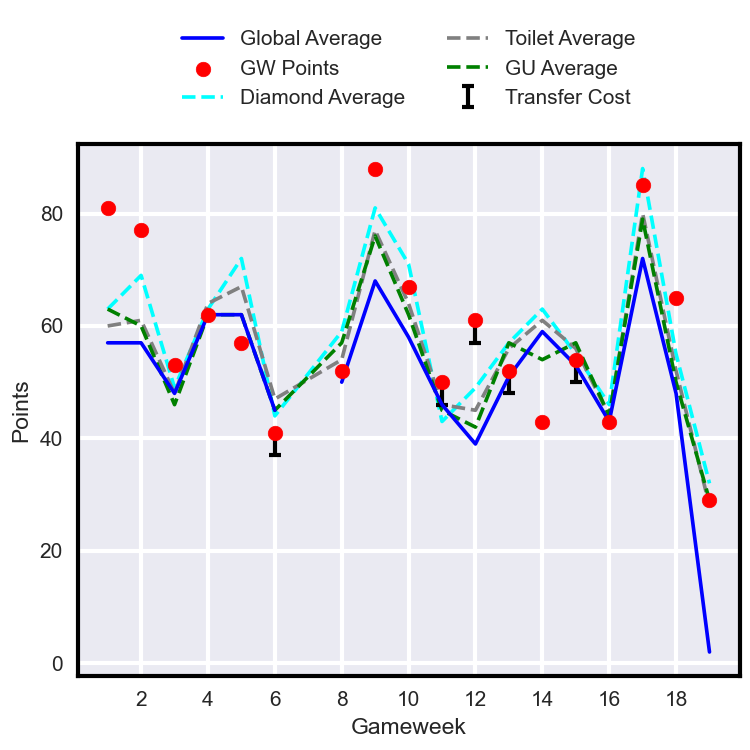 Global Average
GW Points
Diamond Average
Toilet Average
GU Average
Transfer Cost
Points
80
60
40
20
0
2 4 6 8 10 12 14 16 18
Gameweek